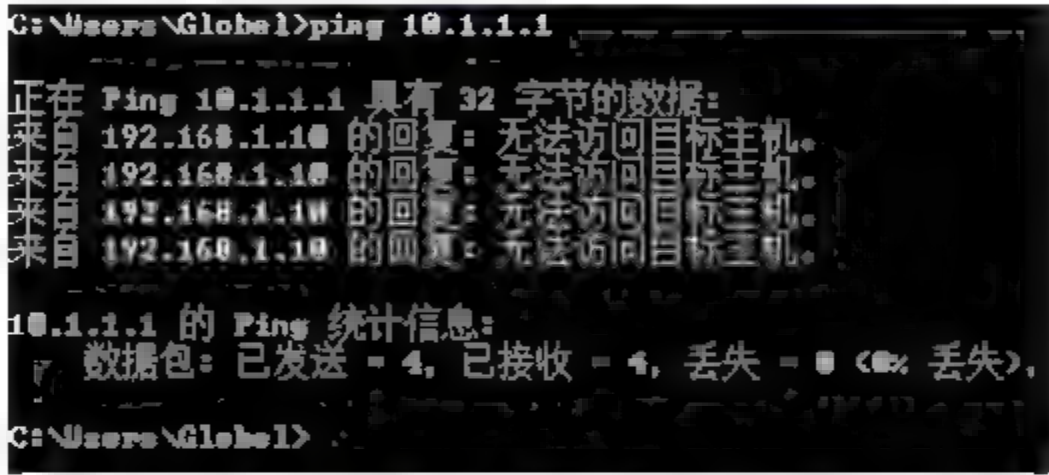 C:\Users\Global>ping 10.1.1.1
正在 Ping 10.1.1.1 具有 32 字节的数据:
来自 192.168.1.10 的回复: 无法访问目标主机。
来自 192.168.1.10 的回复: 无法访问目标主机。
来自 192.168.1.10 的回复: 无法访问目标主机。
来自 192.168.1.10 的回复: 无法访问目标主机。
10.1.1.1 的 Ping 统计信息:
数据包: 已发送 = 4, 已接收 = 4, 丢失 = 0 (0% 丢失),
C:\Users\Global>